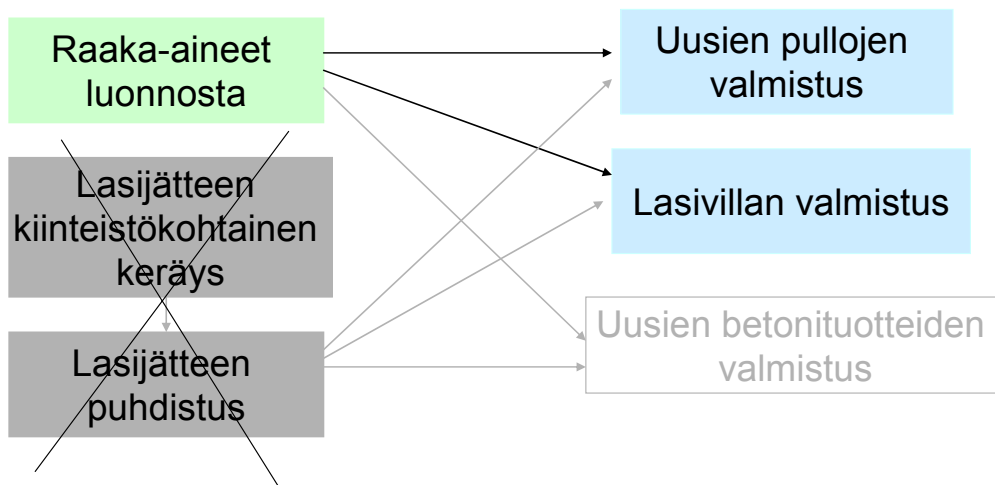 Raaka-aineet
luonnosta
Lasijätteen
kiinteistökohtainen
keräys
Lasijätteen
puhdistus
Uusien pullojen
valmistus
Lasivillan valmistus
Uusien betonituotteiden
valmistus